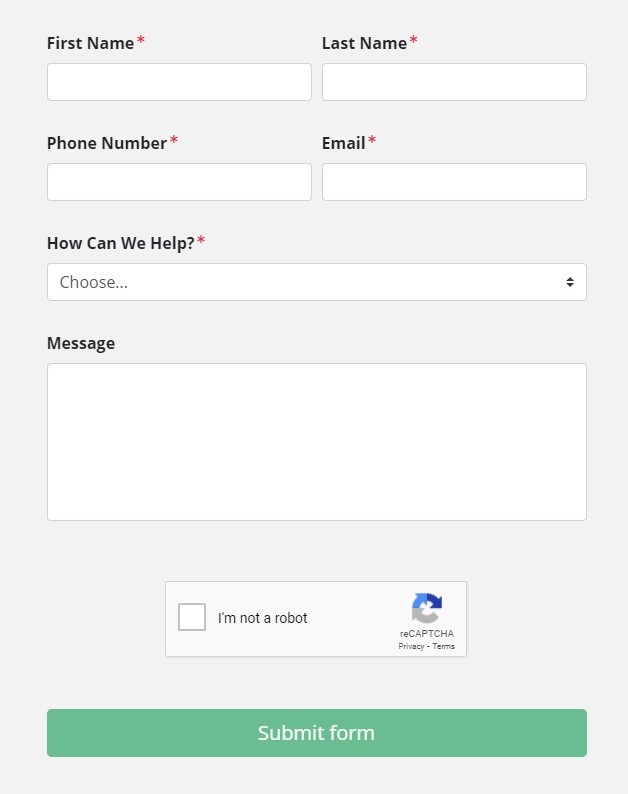 First Name* Last Name*
Phone Number* Email*
How Can We Help?*
Choose...
Message
I'm not a robot
reCAPTCHA
Privacy - Terms
Submit form